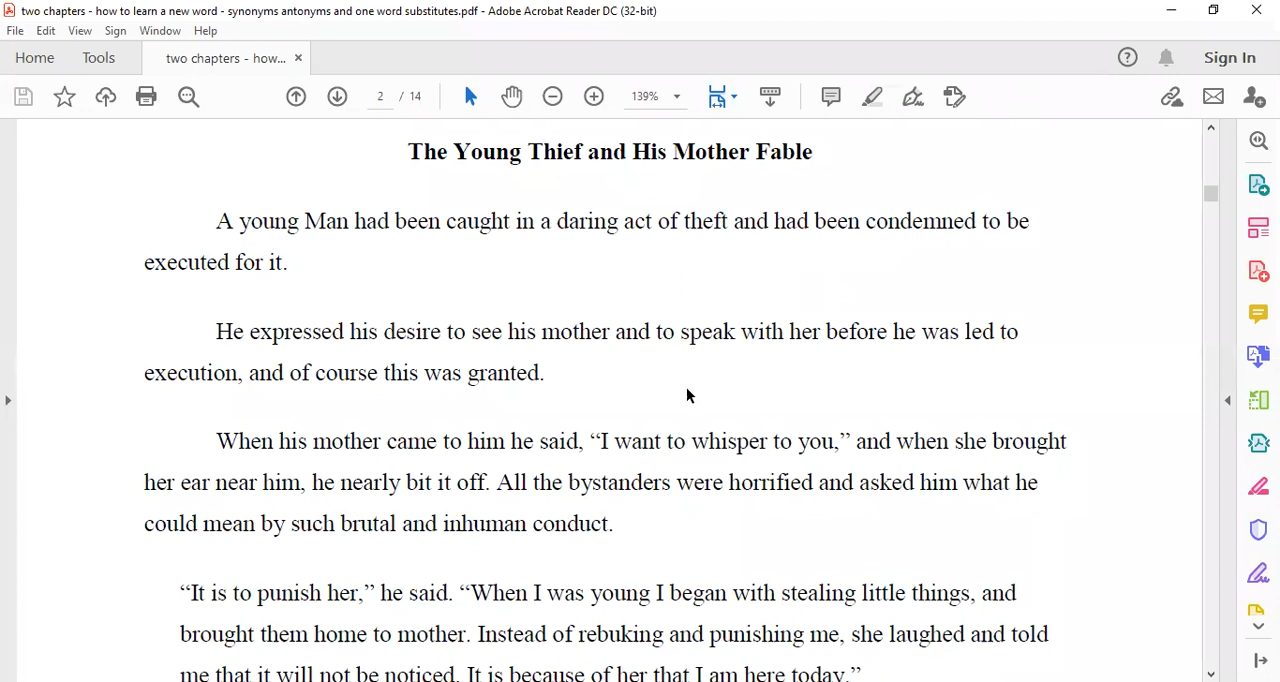 two chapters - how to learn a new word - synonyms antonyms and one word substitutes.pdf - Adobe Acrobat Reader DC (32-bit)
File Edit View Sign Window Help
Home Tools two chapters - how... × Sign In
2 / 14 139%
The Young Thief and His Mother Fable
A young Man had been caught in a daring act of theft and had been condemned to be
executed for it.
He expressed his desire to see his mother and to speak with her before he was led to
execution, and of course this was granted.
When his mother came to him he said, “I want to whisper to you,” and when she brought
her ear near him, he nearly bit it off. All the bystanders were horrified and asked him what he
could mean by such brutal and inhuman conduct.
“It is to punish her,” he said. “When I was young I began with stealing little things, and
brought them home to mother. Instead of rebuking and punishing me, she laughed and told
me that it will not be noticed. It is because of her that I am here today.”